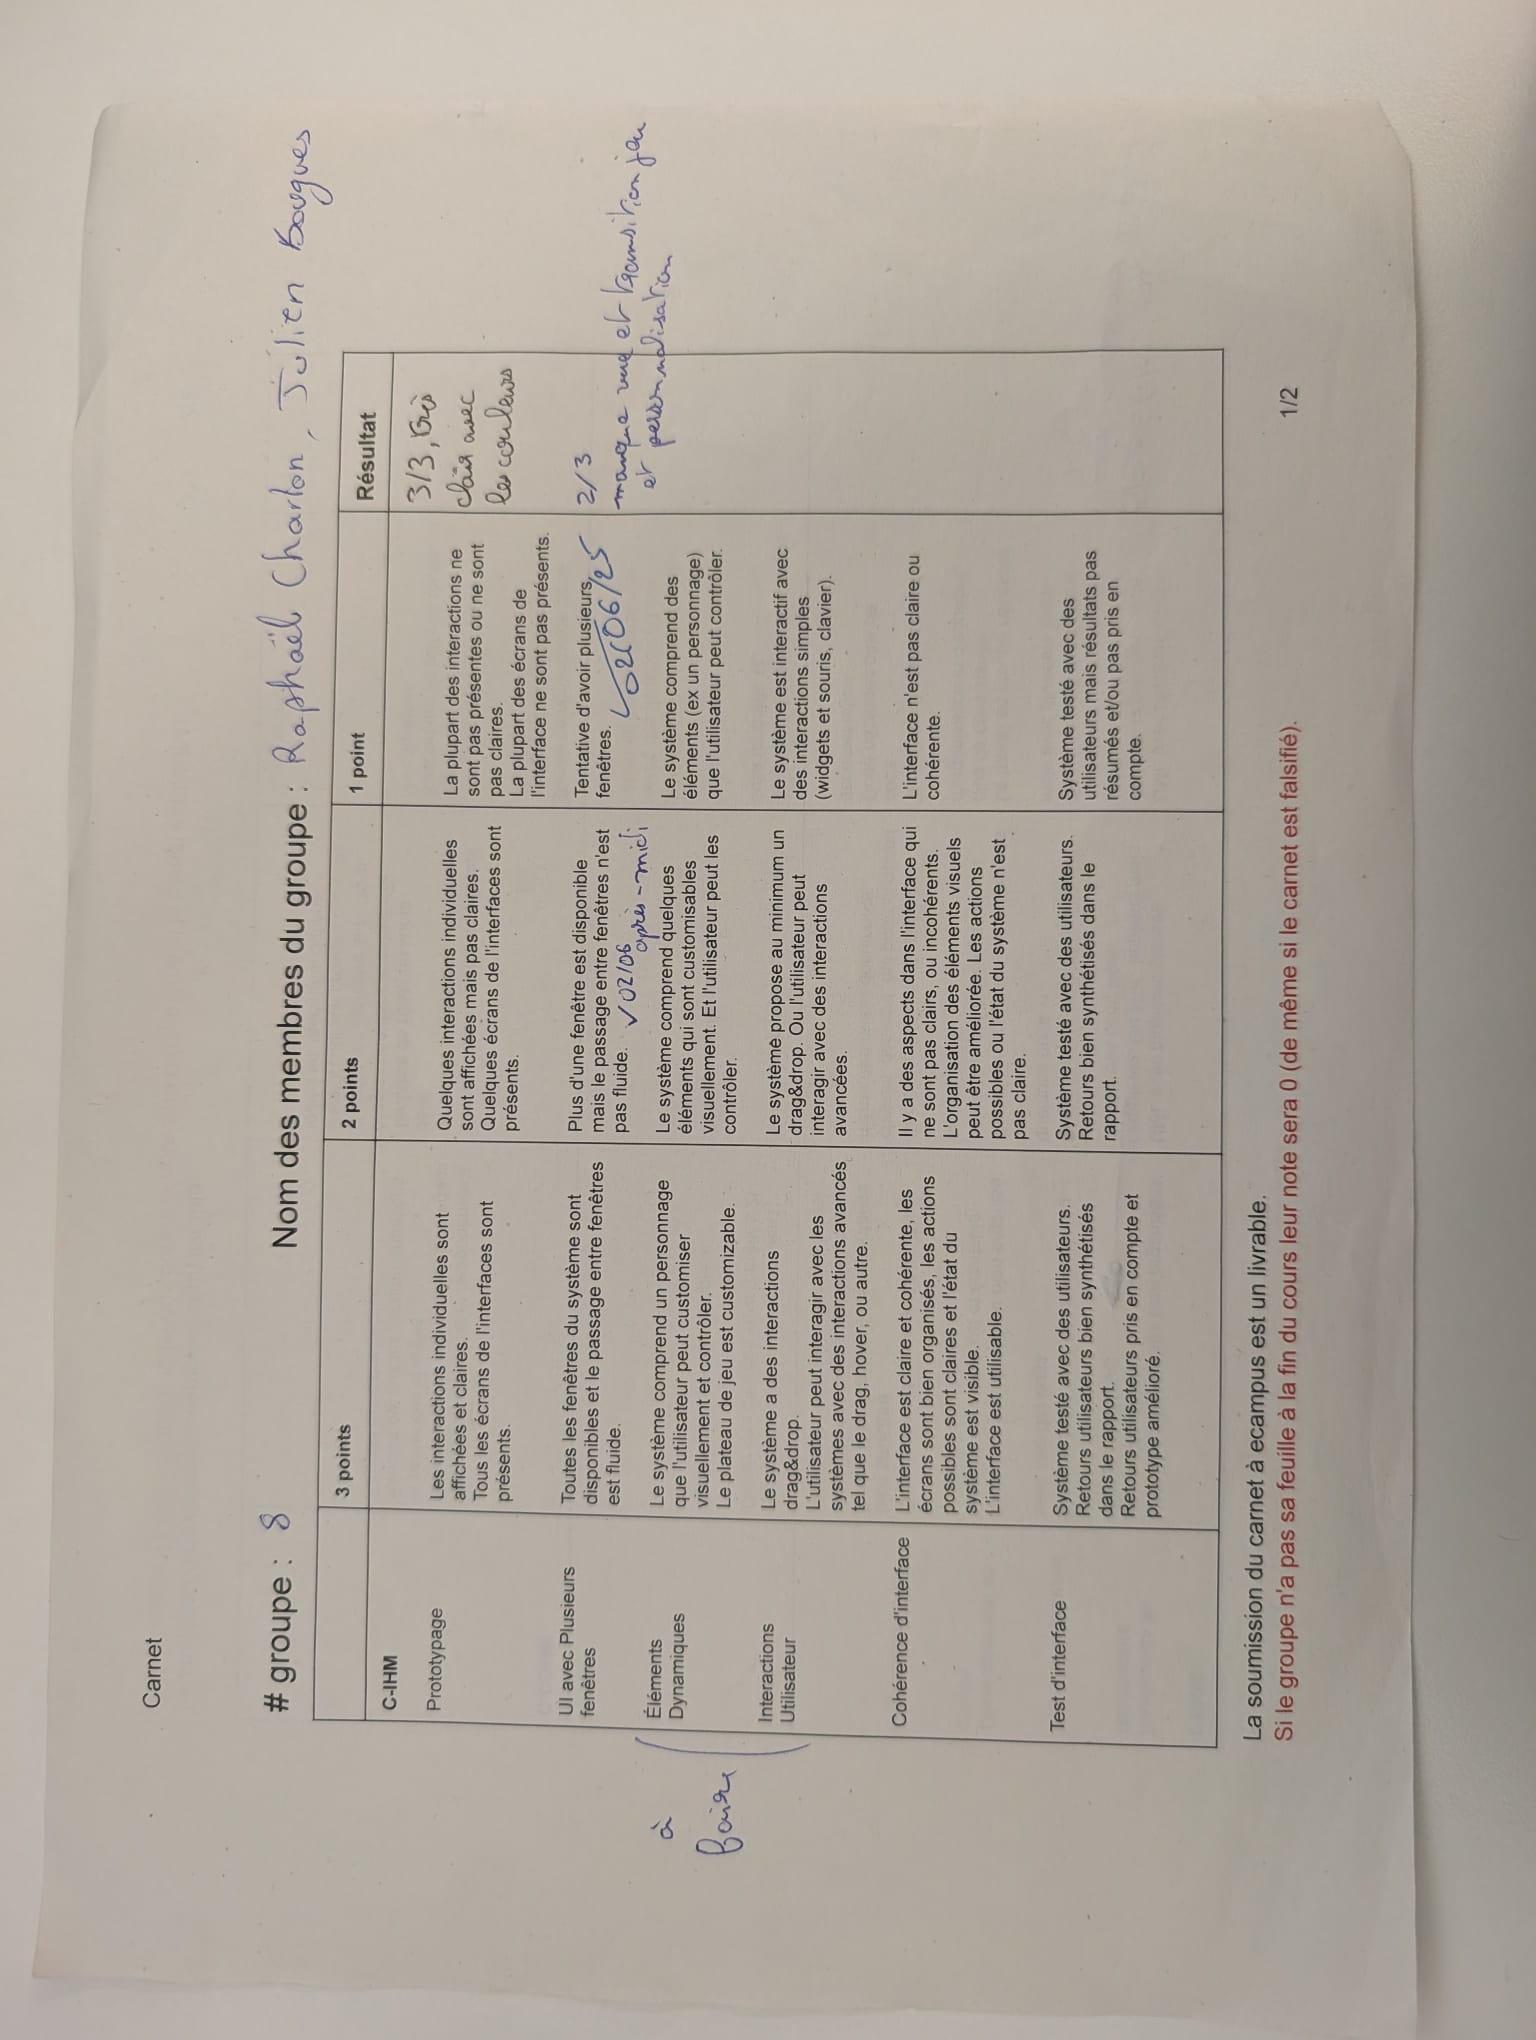 Carnet
# groupe : 8 Nom des membres du groupe : Raphaël Charlon, Julien Bougues
3 points 2 points 1 point Résultat
C-IHM
Prototypage
Les interactions individuelles sont
affichées et claires.
Tous les écrans de l'interfaces sont
présents.
Quelques interactions individuelles
sont affichées mais pas claires.
Quelques écrans de l'interfaces sont
présents.
La plupart des interactions ne
sont pas présentes ou ne sont
pas claires.
La plupart des écrans de
l'interface ne sont pas présents.
3/3, très
clair avec
les couleurs
UI avec Plusieurs
fenêtres
Toutes les fenêtres du système sont
disponibles et le passage entre fenêtres
est fluide.
Plus d'une fenêtre est disponible
mais le passage entre fenêtres n'est
pas fluide. ✓ 02/06
après-midi
Tentative d'avoir plusieurs
fenêtres.
02/06/25
2/3
manque une et transition jeu
et personnalisation
à
faire
Éléments
Dynamiques
Le système comprend un personnage
que l'utilisateur peut customiser
visuellement et contrôler.
Le plateau de jeu est customizable.
Le système comprend quelques
éléments qui sont customisables
visuellement. Et l'utilisateur peut les
contrôler.
Le système comprend des
éléments (ex un personnage)
que l'utilisateur peut contrôler.
Interactions
Utilisateur
Le système a des interactions
drag&drop.
L'utilisateur peut interagir avec les
systèmes avec des interactions avancés
tel que le drag, hover, ou autre.
Le système propose au minimum un
drag&drop. Ou l'utilisateur peut
interagir avec des interactions
avancées.
Le système est interactif avec
des interactions simples
(widgets et souris, clavier).
Cohérence d'interface
L'interface est claire et cohérente, les
écrans sont bien organisés, les actions
possibles sont claires et l'état du
système est visible.
L'interface est utilisable.
Il y a des aspects dans l'interface qui
ne sont pas clairs, ou incohérents.
L'organisation des éléments visuels
peut être améliorée. Les actions
possibles ou l'état du système n'est
pas claire.
L'interface n'est pas claire ou
cohérente.
Test d'interface
Système testé avec des utilisateurs.
Retours utilisateurs bien synthétisés
dans le rapport.
Retours utilisateurs pris en compte et
prototype amélioré.
Système testé avec des utilisateurs.
Retours bien synthétisés dans le
rapport.
Système testé avec des
utilisateurs mais résultats pas
résumés et/ou pas pris en
compte.
La soumission du carnet à ecampus est un livrable.
Si le groupe n'a pas sa feuille à la fin du cours leur note sera 0 (de même si le carnet est falsifié).
1/2